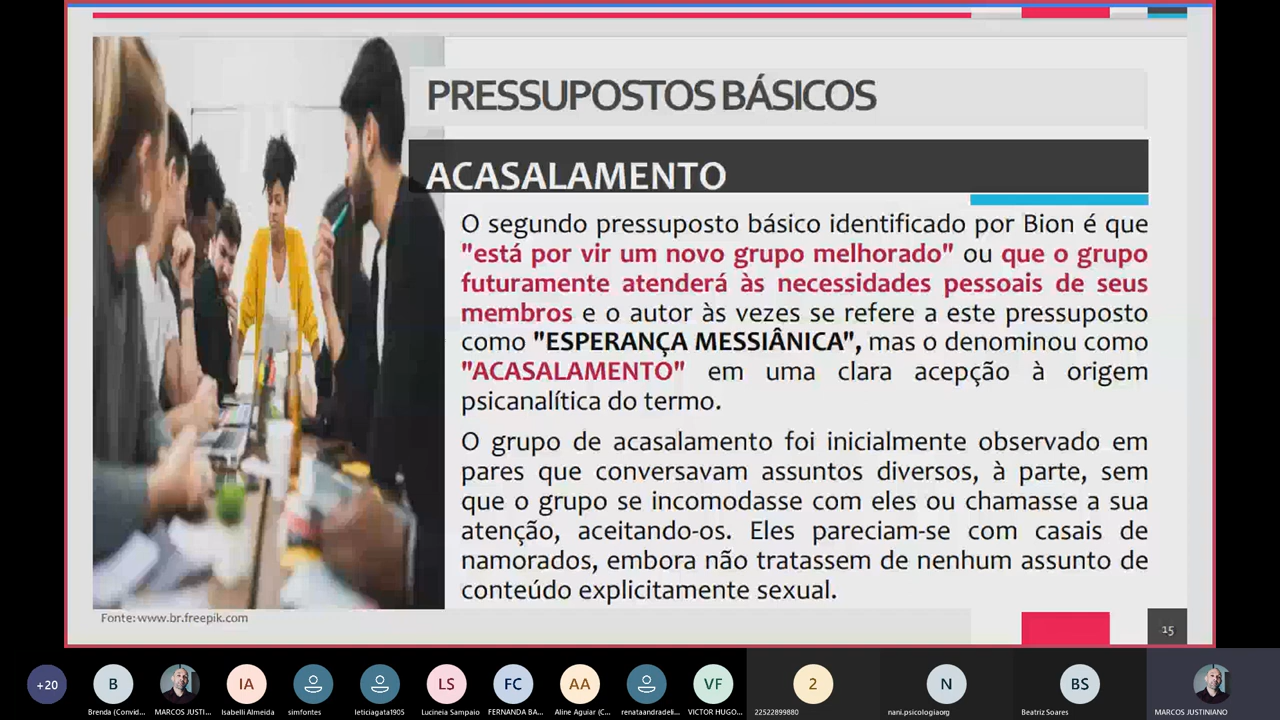 PRESSUPOSTOS BÁSICOS
ACASALAMENTO
O segundo pressuposto básico identificado por Bion é que
"está por vir um novo grupo melhorado" ou que o grupo
futuramente atenderá às necessidades pessoais de seus
membros e o autor às vezes se refere a este pressuposto
como "ESPERANÇA MESSIÂNICA", mas o denominou como
"ACASALAMENTO" em uma clara acepção à origem
psicanalítica do termo.
O grupo de acasalamento foi inicialmente observado em
pares que conversavam assuntos diversos, à parte, sem
que o grupo se incomodasse com eles ou chamasse a sua
atenção, aceitando-os. Eles pareciam-se com casais de
namorados, embora não tratassem de nenhum assunto de
conteúdo explicitamente sexual.
Fonte: www.br.freepik.com
15
+20
B
IA
LS
FC
AA
VF
2
N
BS
Brenda (Convid...
MARCOS JUSTI...
Isabelli Almeida
simfontes
leticiagata1905
Lucineia Sampaio
FERNANDA BA...
Aline Aguiar (C...
renataandradeli...
VICTOR HUGO...
22522899880
nani.psicologiaorg
Beatriz Soares
MARCOS JUSTINIANO